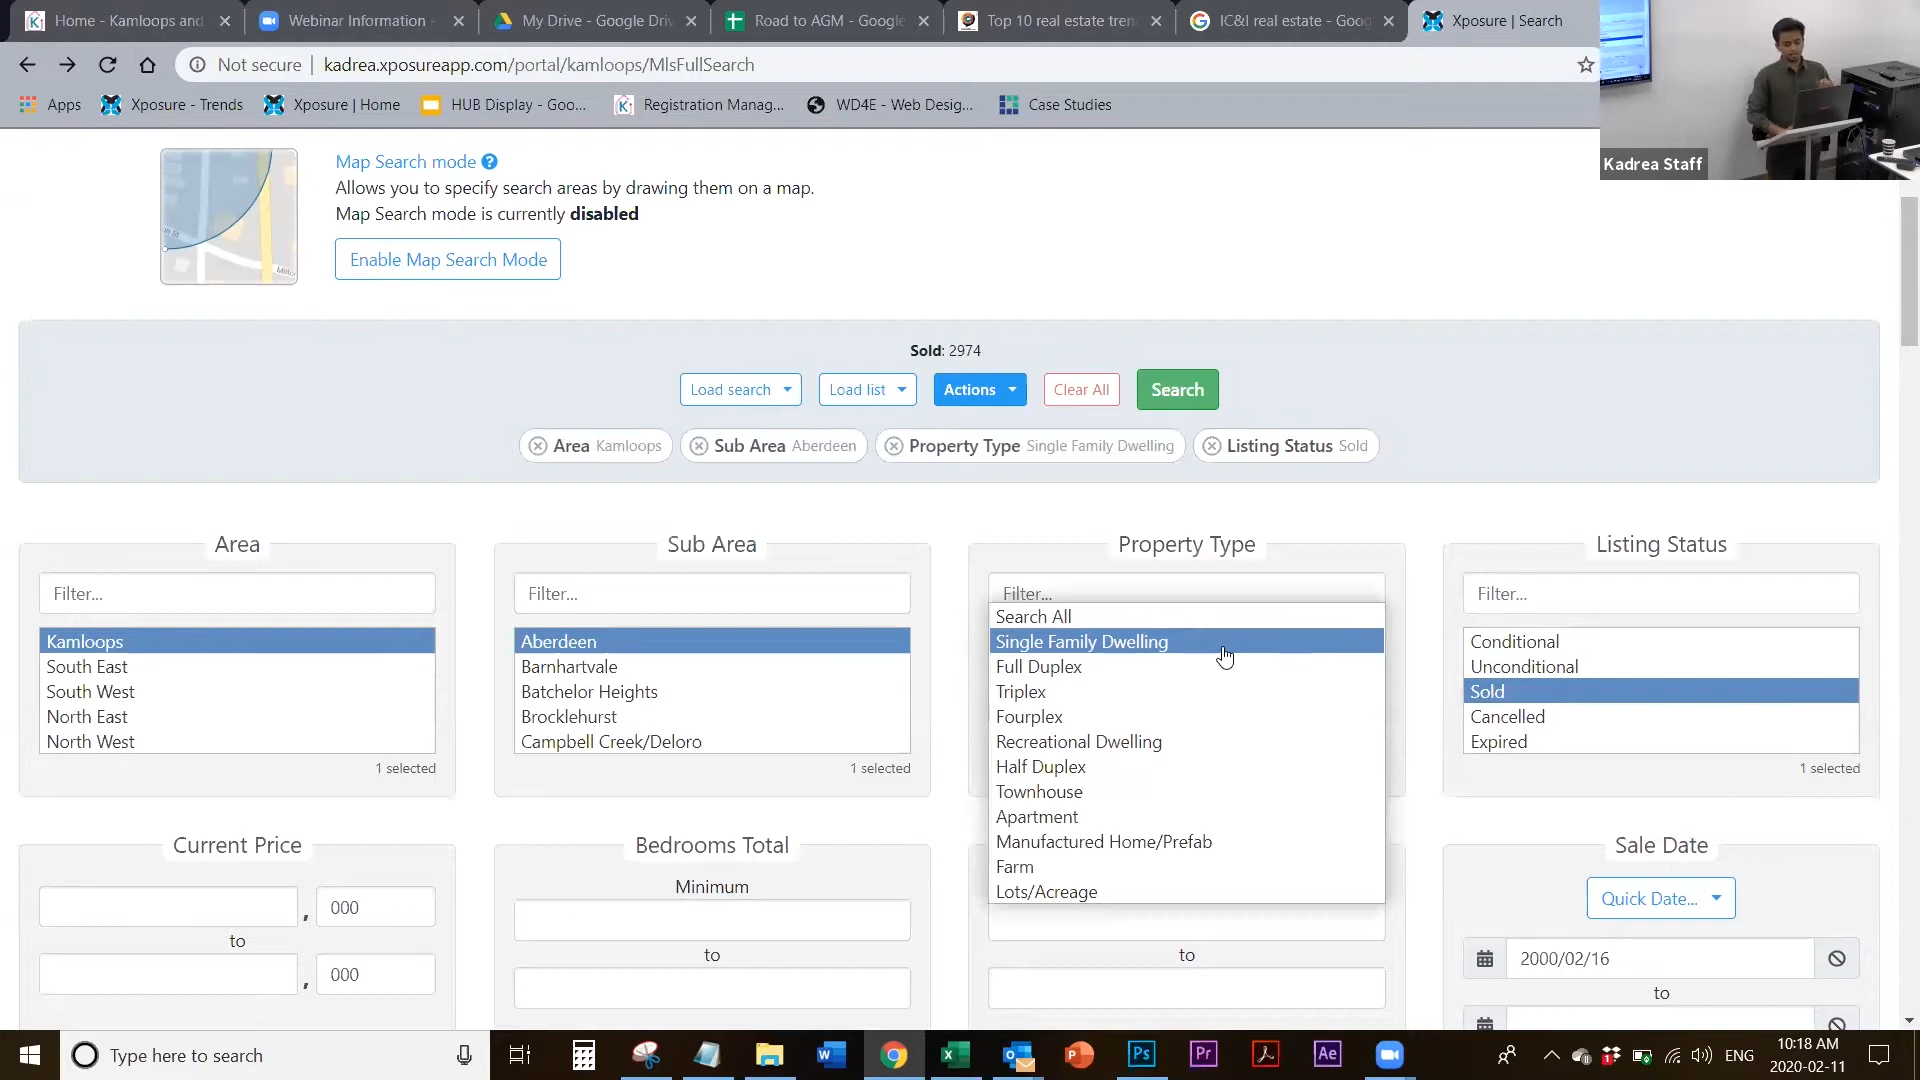 Home - Kamloops and
Webinar Information -
My Drive - Google Driv
Road to AGM - Google
Top 10 real estate tren
IC&I real estate - Goog
Xposure | Search
Not secure | kadrea.xposureapp.com/portal/kamloops/MlsFullSearch
Apps
Xposure - Trends
Xposure | Home
HUB Display - Goo...
Registration Manag...
WD4E - Web Desig...
Case Studies
Kadrea Staff
Map Search mode ?
Allows you to specify search areas by drawing them on a map.
Map Search mode is currently disabled
Enable Map Search Mode
Sold: 2974
Load search
Load list
Actions
Clear All
Search
Area Kamloops
Sub Area Aberdeen
Property Type Single Family Dwelling
Listing Status Sold
Area
Filter...
Kamloops
South East
South West
North East
North West
1 selected
Sub Area
Filter...
Aberdeen
Barnhartvale
Batchelor Heights
Brocklehurst
Campbell Creek/Deloro
1 selected
Property Type
Filter...
Search All
Single Family Dwelling
Full Duplex
Triplex
Fourplex
Recreational Dwelling
Half Duplex
Townhouse
Apartment
Manufactured Home/Prefab
Farm
Lots/Acreage
to
Listing Status
Filter...
Conditional
Unconditional
Sold
Cancelled
Expired
1 selected
Current Price
, 000
to
, 000
Bedrooms Total
Minimum
to
Sale Date
Quick Date...
2000/02/16
to
Type here to search
Ps
Pr
Ae
ENG
10:18 AM
2020-02-11